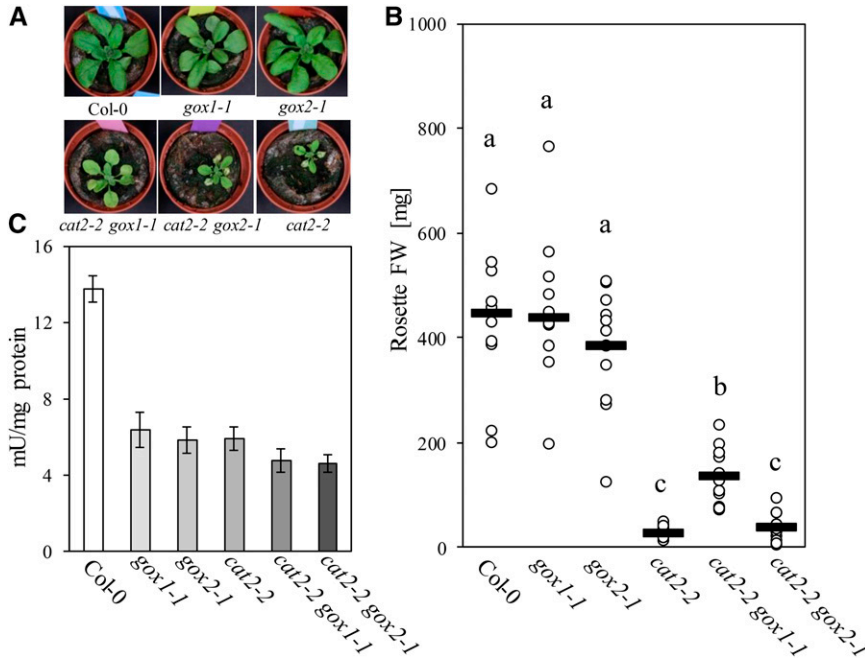 A
Col-0 gox1-1 gox2-1
cat2-2 gox1-1 cat2-2 gox2-1 cat2-2
C
16
12
8
4
0
mU/mg protein
Col-0
gox1-1
gox2-1
cat2-2
cat2-2 gox1-1
cat2-2 gox2-1
B
1000
800
600
400
200
0
Rosette FW [mg]
a
a
a
c
b
c
Col-0
gox1-1
gox2-1
cat2-2
cat2-2 gox1-1
cat2-2 gox2-1